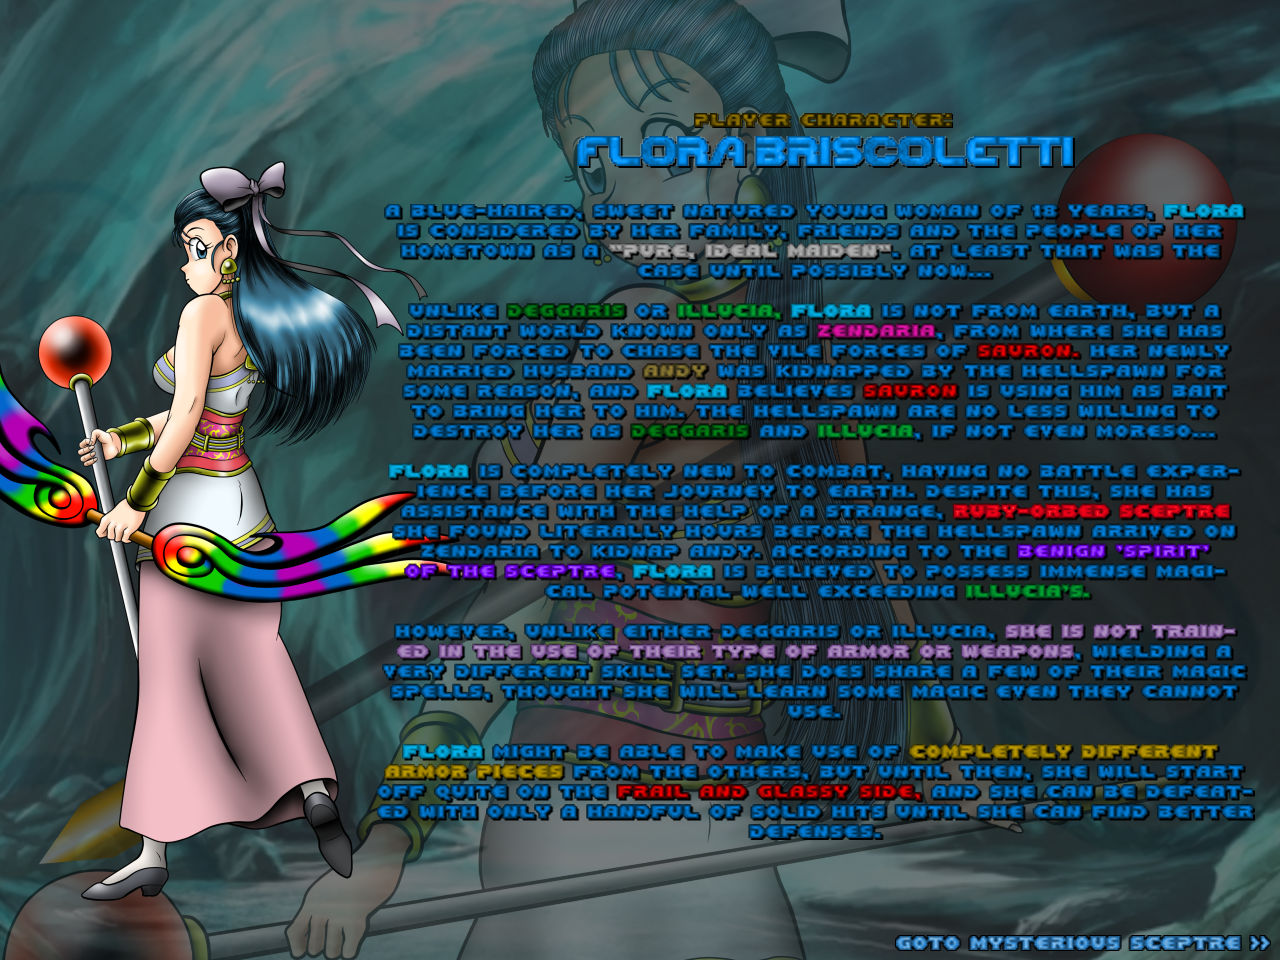 PLAYER CHARACTER:
FLORA BRISCOLETTI
A BLUE-HAIRED, SWEET NATURED YOUNG WOMAN OF 18 YEARS, FLORA
IS CONSIDERED BY HER FAMILY, FRIENDS AND THE PEOPLE OF HER
HOMETOWN AS A "PURE, IDEAL MAIDEN". AT LEAST THAT WAS THE
CASE UNTIL POSSIBLY NOW...
UNLIKE DEGGARIS OR ILLUCIA, FLORA IS NOT FROM EARTH, BUT A
DISTANT WORLD KNOWN ONLY AS ZENDARIA, FROM WHERE SHE HAS
BEEN FORCED TO CHASE THE VILE FORCES OF SAVRON. HER NEWLY
MARRIED HUSBAND ANDY WAS KIDNAPPED BY THE HELLSPAWN FOR
SOME REASON, AND FLORA BELIEVES SAVRON IS USING HIM AS BAIT
TO BRING HER TO HIM. THE HELLSPAWN ARE NO LESS WILLING TO
DESTROY HER AS DEGGARIS AND ILLUCIA, IF NOT EVEN MORESO...
FLORA IS COMPLETELY NEW TO COMBAT, HAVING NO BATTLE EXPER-
IENCE BEFORE HER JOURNEY TO EARTH. DESPITE THIS, SHE HAS
ASSISTANCE WITH THE HELP OF A STRANGE, RUBY-ORBED SCEPTRE
SHE FOUND LITERALLY HOURS BEFORE THE HELLSPAWN ARRIVED ON
ZENDARIA TO KIDNAP ANDY. ACCORDING TO THE BENIGN 'SPIRIT'
OF THE SCEPTRE, FLORA IS BELIEVED TO POSSESS IMMENSE MAGI-
CAL POTENTAL WELL EXCEEDING ILLUCIA'S.
HOWEVER, UNLIKE EITHER DEGGARIS OR ILLUCIA, SHE IS NOT TRAIN-
ED IN THE USE OF THEIR TYPE OF ARMOR OR WEAPONS, WIELDING A
VERY DIFFERENT SKILL SET. SHE DOES SHARE A FEW OF THEIR MAGIC
SPELLS, THOUGHT SHE WILL LEARN SOME MAGIC EVEN THEY CANNOT
USE.
FLORA MIGHT BE ABLE TO MAKE USE OF COMPLETELY DIFFERENT
ARMOR PIECES FROM THE OTHERS, BUT UNTIL THEN, SHE WILL START
OFF QUITE ON THE FRAIL AND GLASSY SIDE, AND SHE CAN BE DEFEAT-
ED WITH ONLY A HANDFUL OF SOLID HITS UNTIL SHE CAN FIND BETTER
DEFENSES.
GOTO MYSTERIOUS SCEPTRE >>